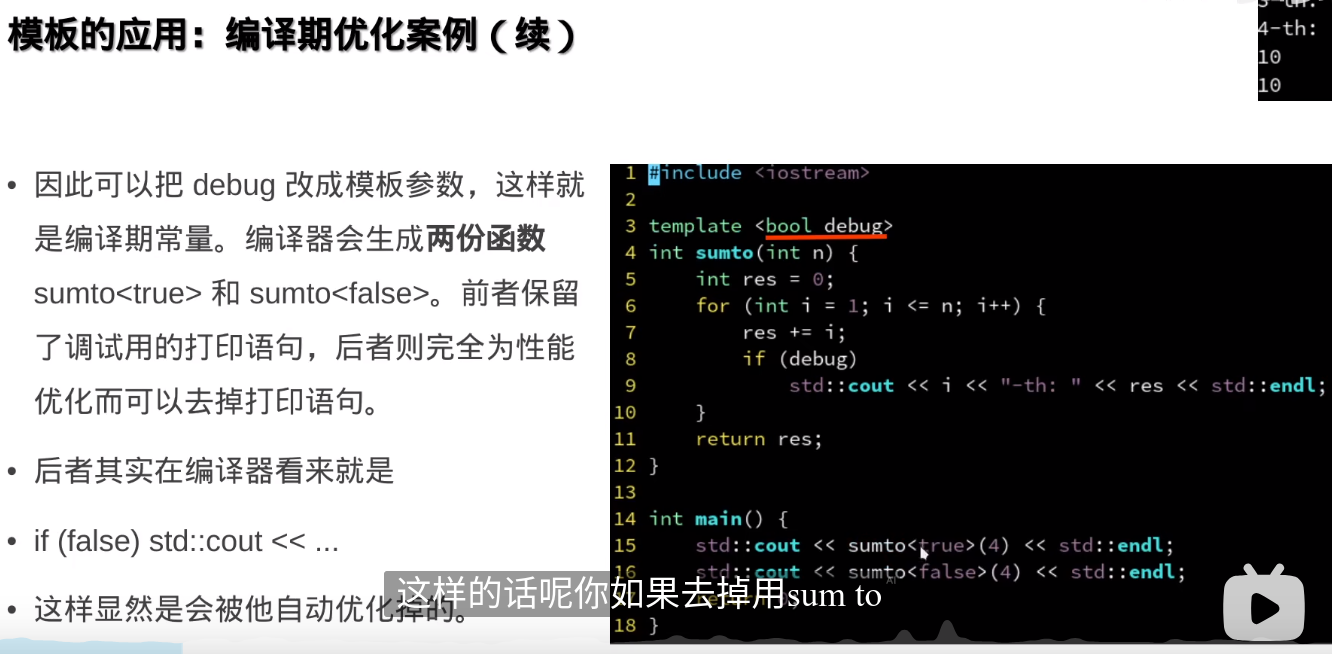 模板的应用：编译期优化案例（续）
4-th:
10
10
• 因此可以把 debug 改成模板参数，这样就
是编译期常量。编译器会生成两份函数
sumto<true> 和 sumto<false>。前者保留
了调试用的打印语句，后者则完全为性能
优化而可以去掉打印语句。
• 后者其实在编译器看来就是
• if (false) std::cout << ...
• 这样显然是会被他自动优化掉的。
1 #include <iostream>
2
3 template <bool debug>
4 int sumto(int n) {
5     int res = 0;
6     for (int i = 1; i <= n; i++) {
7         res += i;
8         if (debug)
9             std::cout << i << "-th: " << res << std::endl;
10     }
11     return res;
12 }
13
14 int main() {
15     std::cout << sumto<true>(4) << std::endl;
16     std::cout << sumto<false>(4) << std::endl;
18 }
这样的话呢你如果去掉用sum to